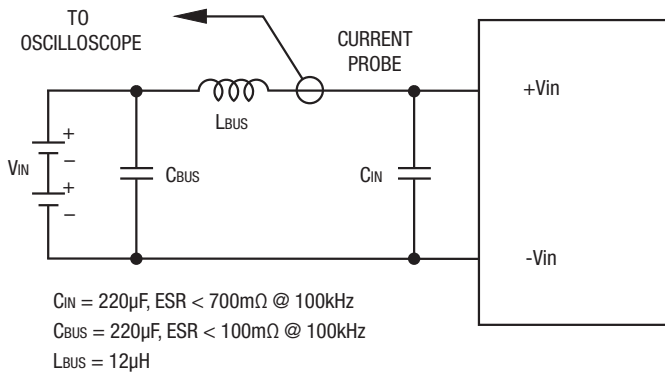 TO
OSCILLOSCOPE
CURRENT
PROBE
LBUS
+Vin
VIN
+
−
+
−
CBUS
CIN
-Vin
CIN = 220µF, ESR < 700mΩ @ 100kHz
CBUS = 220µF, ESR < 100mΩ @ 100kHz
LBUS = 12µH